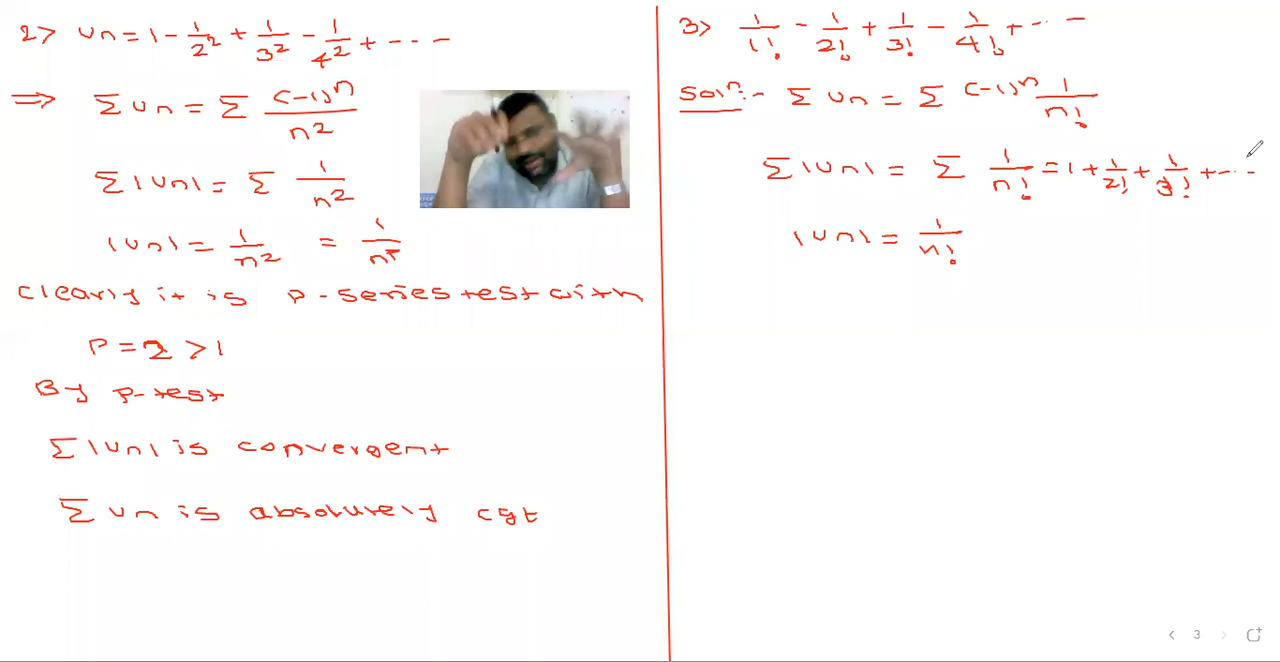 2> Un = 1 - 1/2² + 1/3² - 1/4² + ----
⇒ Σ Un = Σ (-1)ⁿ / n²
Σ |Un| = Σ 1/n²
|Un| = 1/n² = 1/nᵖ
clearly it is P-series test with
P = 2 > 1
By P-test
Σ |Un| is convergent
Σ Un is absolutely cgt
3> 1/1! - 1/2! + 1/3! - 1/4! + ----
Solⁿ:- Σ Un = Σ (-1)ⁿ 1/n!
Σ |Un| = Σ 1/n! = 1 + 1/2! + 1/3! + ----
|Un| = 1/n!
3